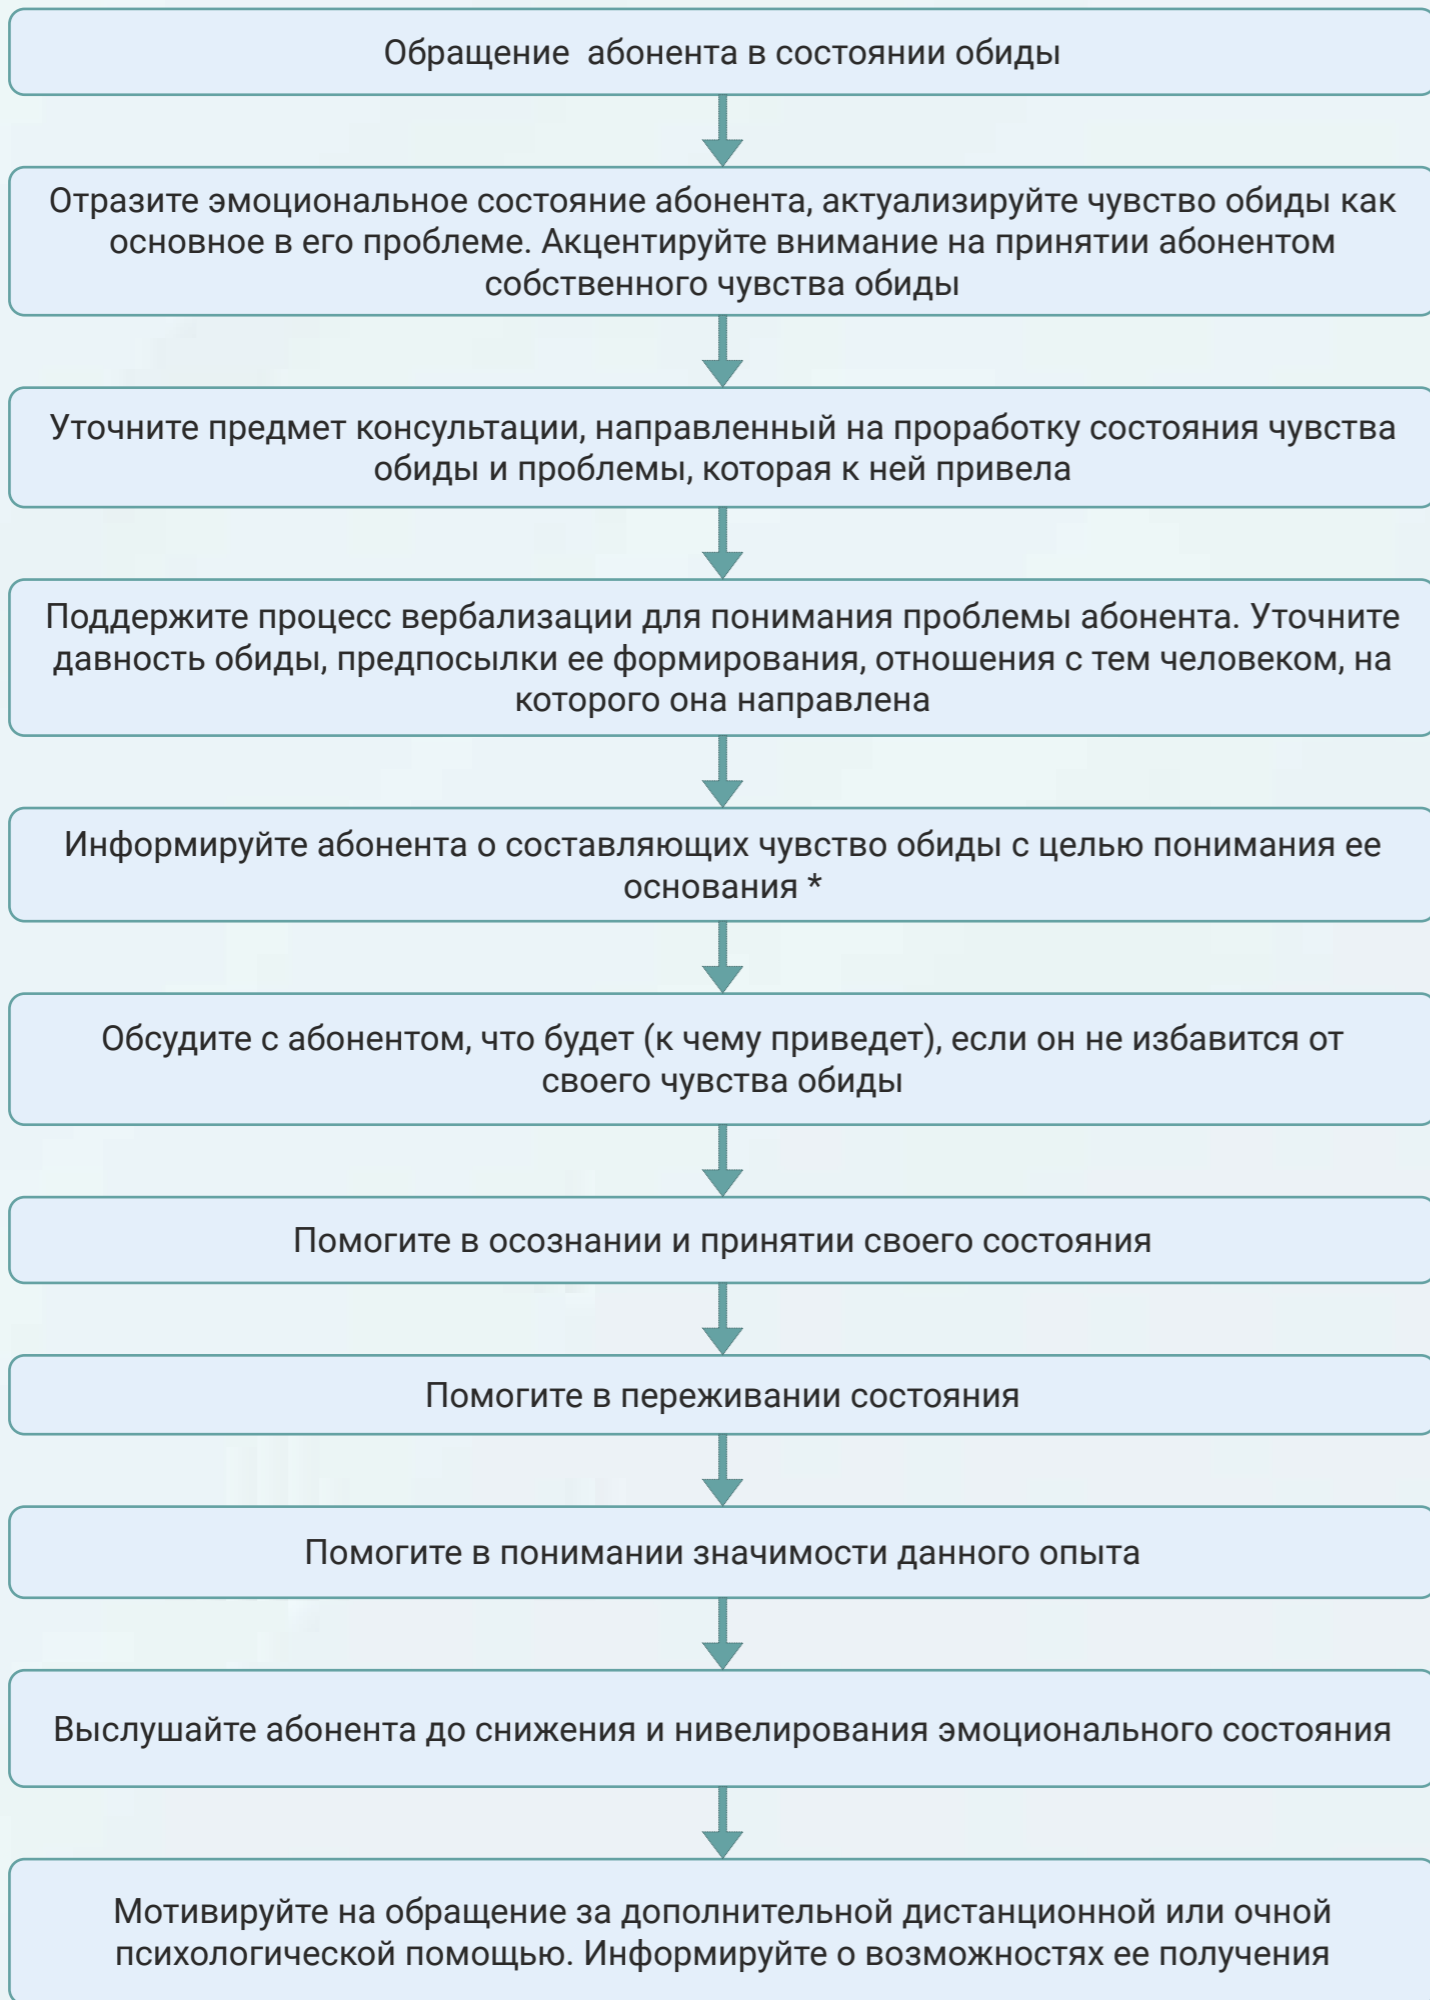 Обращение абонента в состоянии обиды
Отразите эмоциональное состояние абонента, актуализируйте чувство обиды как
основное в его проблеме. Акцентируйте внимание на принятии абонентом
собственного чувства обиды
Уточните предмет консультации, направленный на проработку состояния чувства
обиды и проблемы, которая к ней привела
Поддержите процесс вербализации для понимания проблемы абонента. Уточните
давность обиды, предпосылки ее формирования, отношения с тем человеком, на
которого она направлена
Информируйте абонента о составляющих чувство обиды с целью понимания ее
основания *
Обсудите с абонентом, что будет (к чему приведет), если он не избавится от
своего чувства обиды
Помогите в осознании и принятии своего состояния
Помогите в переживании состояния
Помогите в понимании значимости данного опыта
Выслушайте абонента до снижения и нивелирования эмоционального состояния
Мотивируйте на обращение за дополнительной дистанционной или очной
психологической помощью. Информируйте о возможностях ее получения